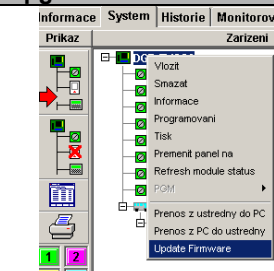 Informace System Historie Monitorov
Prikaz Zarizeni
Vlozit
Smazat
Informace
Programovani
Tisk
Premenit panel na
Refresh module status
PGM
Prenos z ustredny do PC
Prenos z PC do ustredny
Update Firmware
1 2